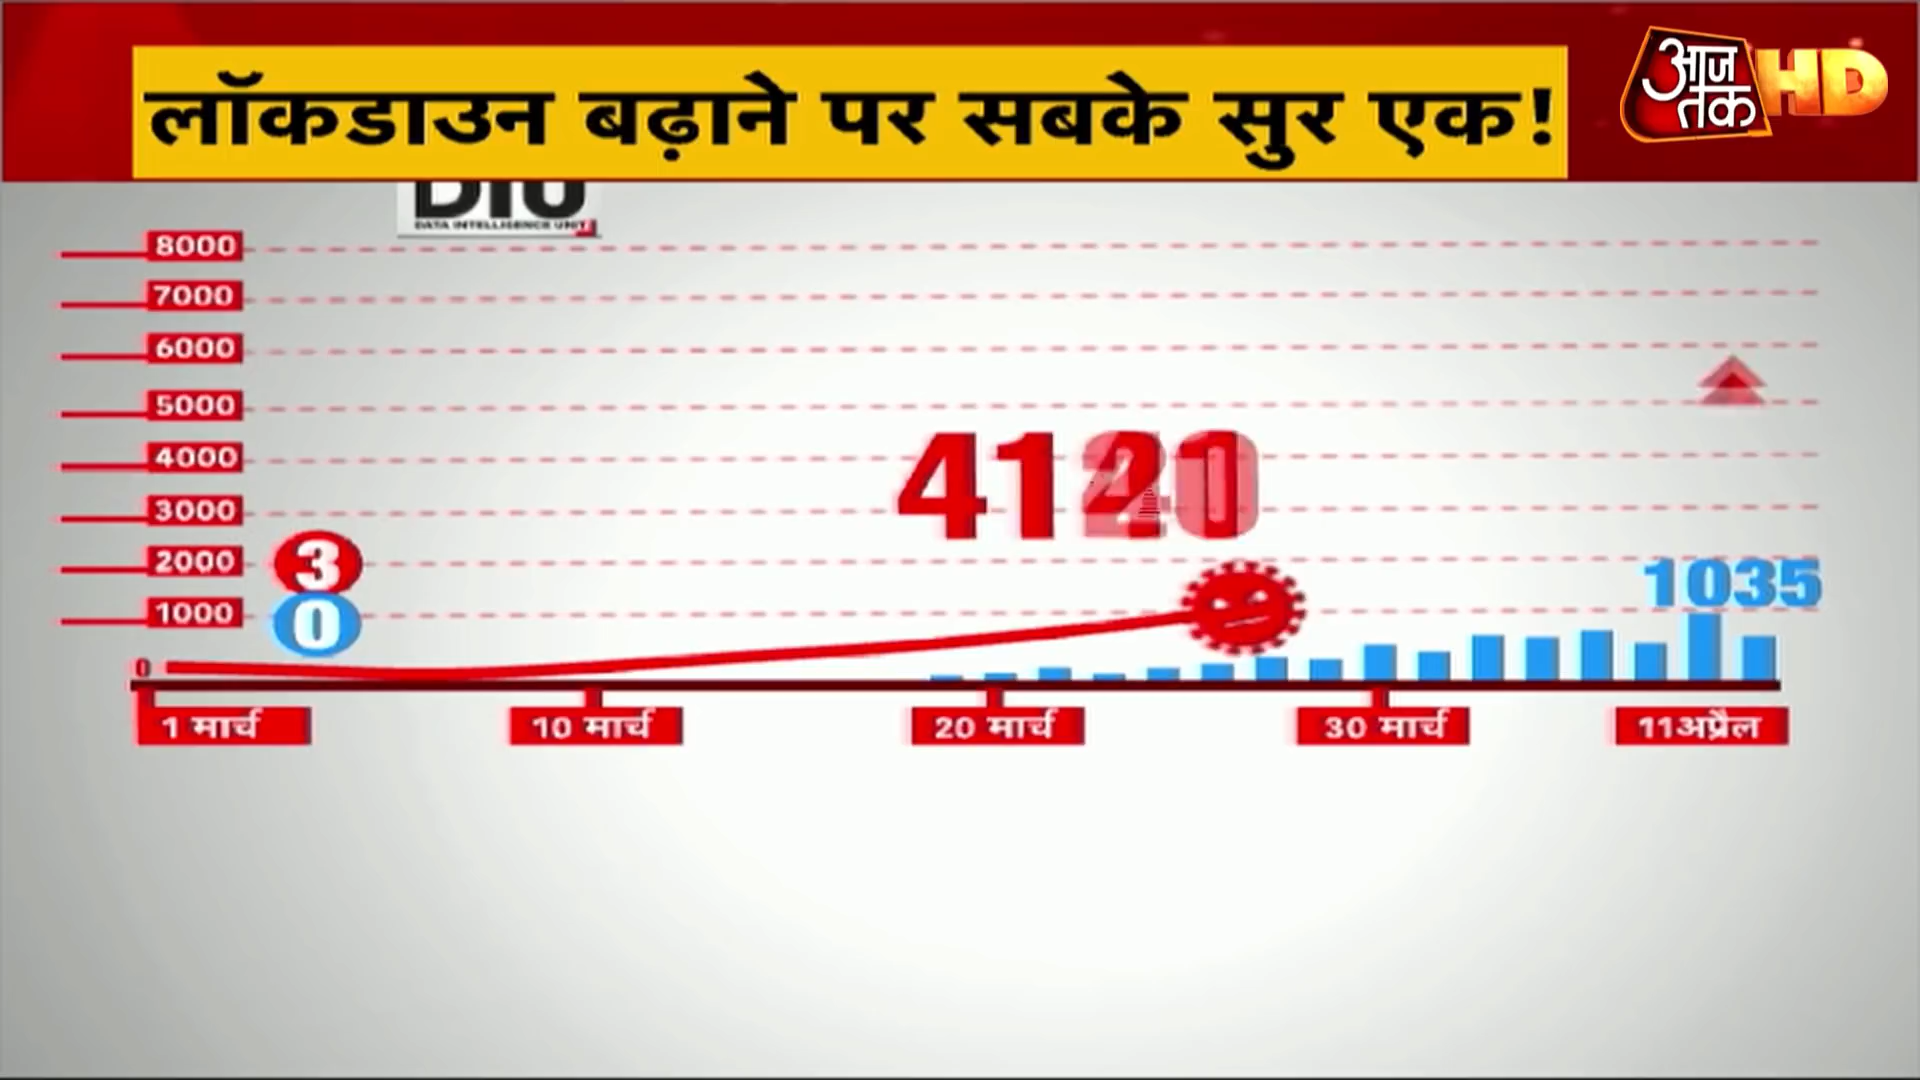 लॉकडाउन बढ़ाने पर सबके सुर एक!
आज
तक
HD
DIU
DATA INTELLIGENCE UNIT
8000
7000
6000
5000
4000
3000
2000
1000
0
3
0
1035
1 मार्च
10 मार्च
20 मार्च
30 मार्च
11अप्रैल